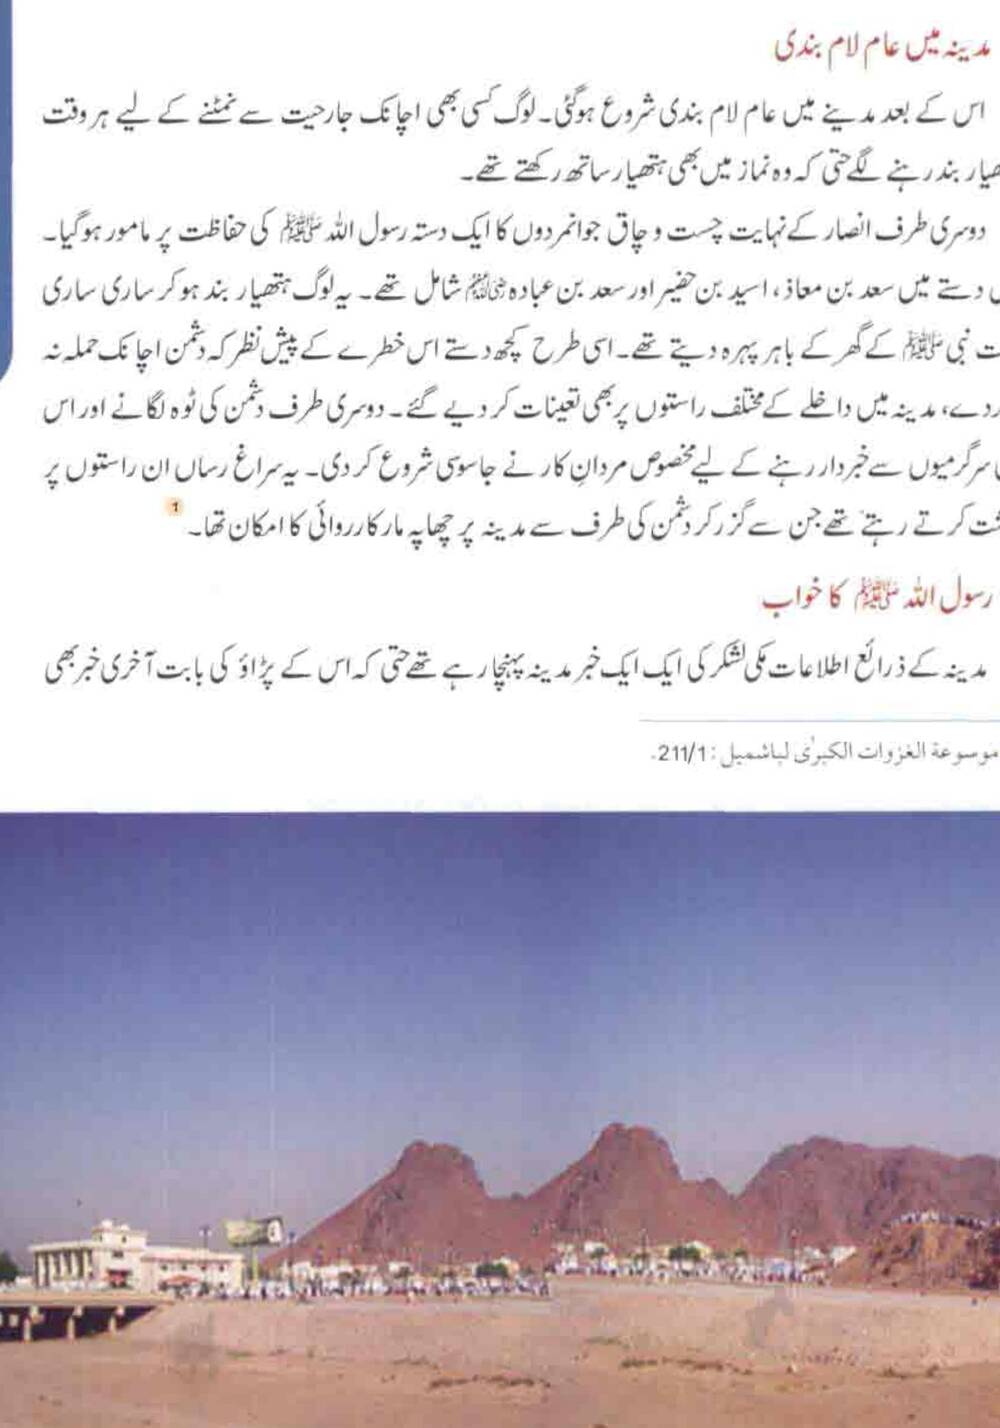 مدینہ میں عام لام بندی
اس کے بعد مدینے میں عام لام بندی شروع ہوگئی۔ لوگ کسی بھی اچانک جارحیت سے نمٹنے کے لیے ہر وقت
ھیار بند رہنے لگے حتی کہ وہ نماز میں بھی ہتھیار ساتھ رکھتے تھے۔
دوسری طرف انصار کے نہایت چست و چاق جوانمردوں کا ایک دستہ رسول اللہ ﷺ کی حفاظت پر مامور ہوگیا۔
دستے میں سعد بن معاذ، اسید بن حضیر اور سعد بن عبادہ رضی اللہ عنہم شامل تھے۔ یہ لوگ ہتھیار بند ہو کر ساری ساری
ت نبی ﷺ کے گھر کے باہر پہرہ دیتے تھے۔ اسی طرح کچھ دستے اس خطرے کے پیش نظر کہ دشمن اچانک حملہ نہ
ردے، مدینہ میں داخلے کے مختلف راستوں پر بھی تعینات کر دیے گئے۔ دوسری طرف دشمن کی ٹوہ لگانے اور اس
سرگرمیوں سے خبردار رہنے کے لیے مخصوص مردانِ کار نے جاسوسی شروع کر دی۔ یہ سراغ رساں ان راستوں پر
شت کرتے رہتے تھے جن سے گزر کر دشمن کی طرف سے مدینہ پر چھاپہ مار کارروائی کا امکان تھا۔ 1
رسول اللہ ﷺ کا خواب
مدینہ کے ذرائع اطلاعات مکی لشکر کی ایک ایک خبر مدینہ پہنچا رہے تھے حتی کہ اس کے پڑاؤ کی بابت آخری خبر بھی
موسوعة الغزوات الكبرٰى لباشميل: 211/1.